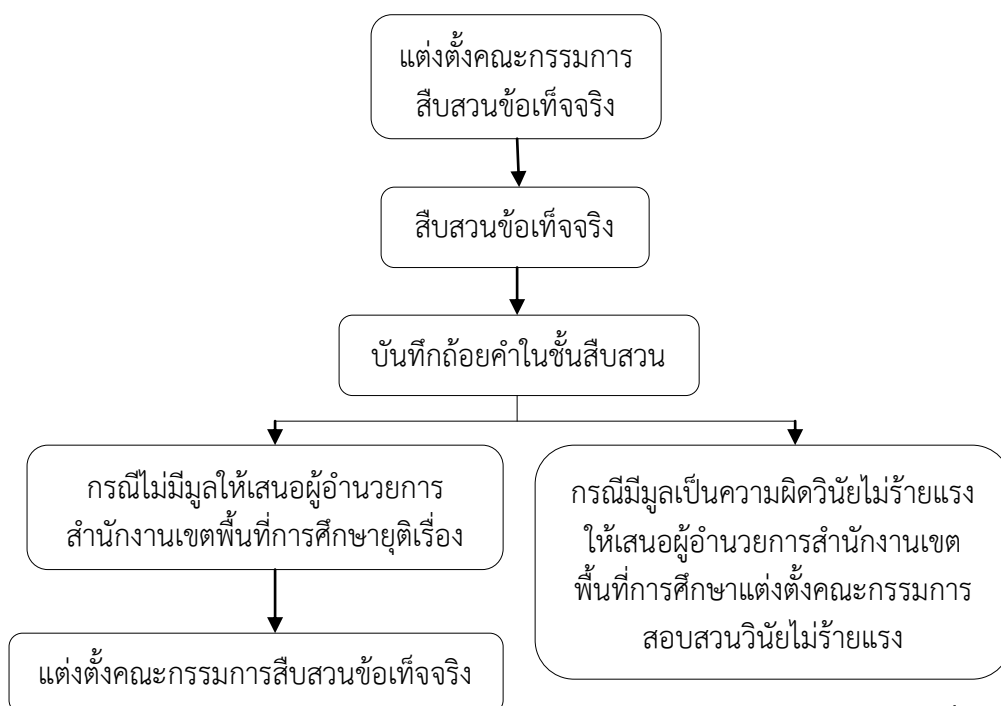 แต่งตั้งคณะกรรมการ
สืบสวนข้อเท็จจริง
สืบสวนข้อเท็จจริง
บันทึกถ้อยคำในชั้นสืบสวน
กรณีไม่มีมูลให้เสนอผู้อำนวยการ
สำนักงานเขตพื้นที่การศึกษายุติเรื่อง
กรณีมีมูลเป็นความผิดวินัยไม่ร้ายแรง
ให้เสนอผู้อำนวยการสำนักงานเขต
พื้นที่การศึกษาแต่งตั้งคณะกรรมการ
สอบสวนวินัยไม่ร้ายแรง
แต่งตั้งคณะกรรมการสืบสวนข้อเท็จจริง